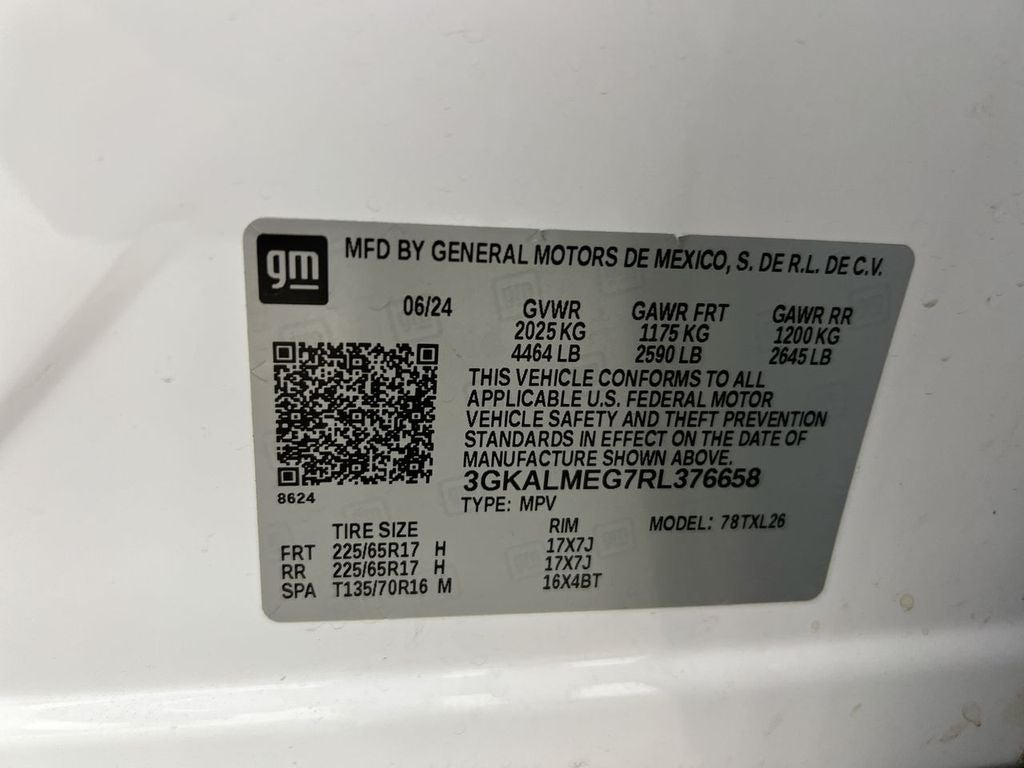 gm MFD BY GENERAL MOTORS DE MEXICO, S. DE R.L. DE C.V.
06/24 GVWR GAWR FRT GAWR RR
2025 KG 1175 KG 1200 KG
4464 LB 2590 LB 2645 LB
THIS VEHICLE CONFORMS TO ALL
APPLICABLE U.S. FEDERAL MOTOR
VEHICLE SAFETY AND THEFT PREVENTION
STANDARDS IN EFFECT ON THE DATE OF
MANUFACTURE SHOWN ABOVE.
3GKALMEG7RL376658
8624 TYPE: MPV
TIRE SIZE RIM MODEL: 78TXL26
FRT 225/65R17 H 17X7J
RR 225/65R17 H 17X7J
SPA T135/70R16 M 16X4BT